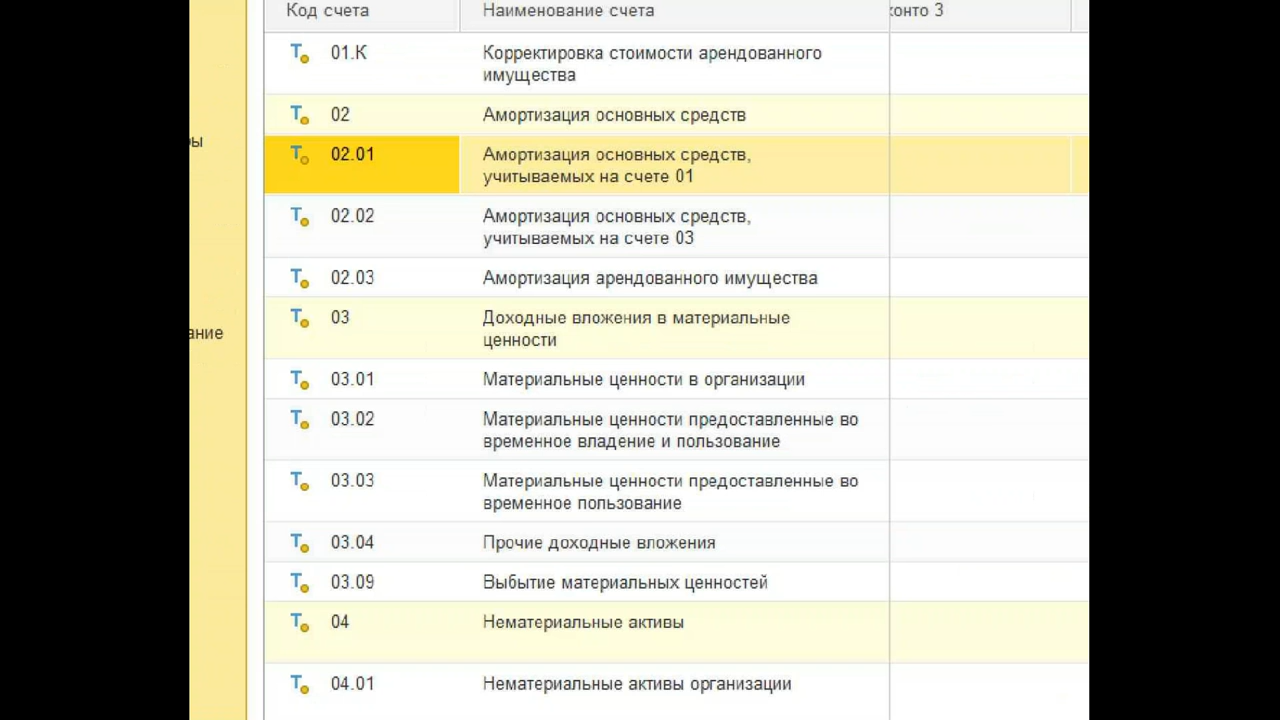 Код счета Наименование счета конто 3
01.К Корректировка стоимости арендованного
имущества
02 Амортизация основных средств
ры
02.01 Амортизация основных средств,
учитываемых на счете 01
02.02 Амортизация основных средств,
учитываемых на счете 03
02.03 Амортизация арендованного имущества
03 Доходные вложения в материальные
ание
ценности
03.01 Материальные ценности в организации
03.02 Материальные ценности предоставленные во
временное владение и пользование
03.03 Материальные ценности предоставленные во
временное пользование
03.04 Прочие доходные вложения
03.09 Выбытие материальных ценностей
04 Нематериальные активы
04.01 Нематериальные активы организации